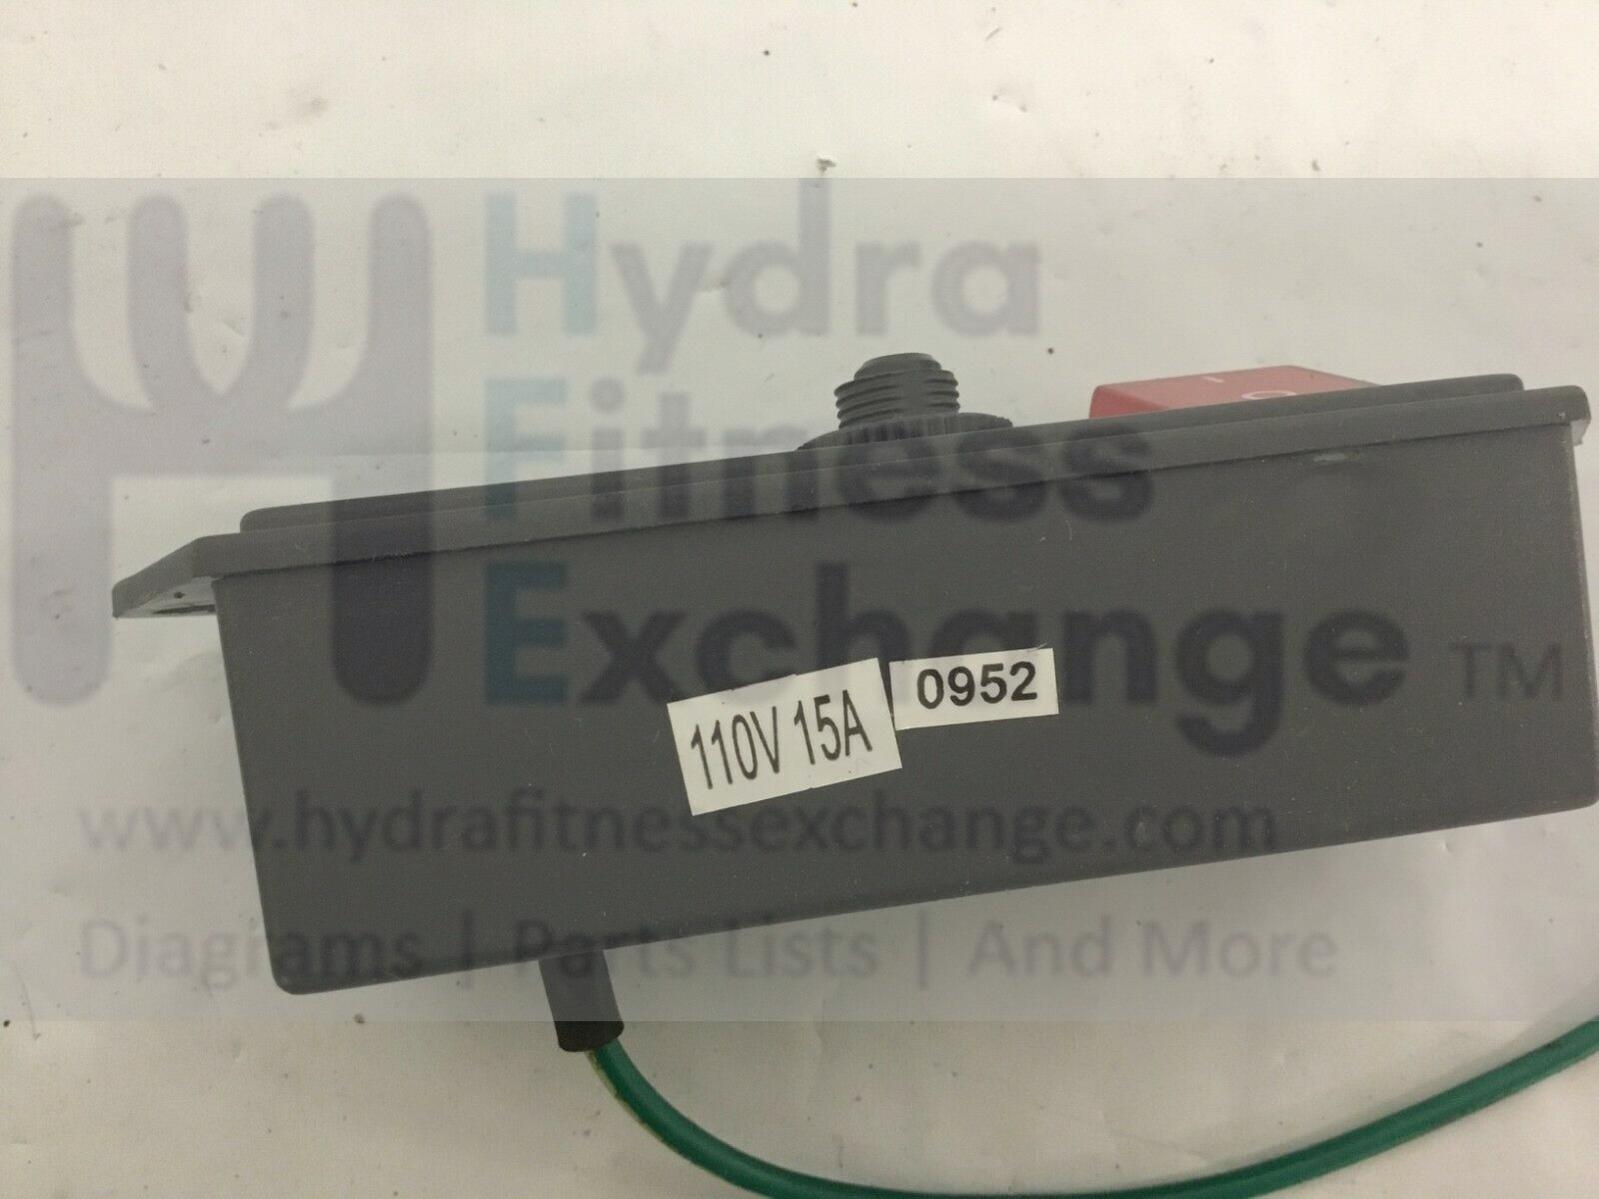 Hydra
Fitness
Exchange TM
110V 15A
0952
www.hydrafitnessexchange.com
Diagrams | Parts Lists | And More